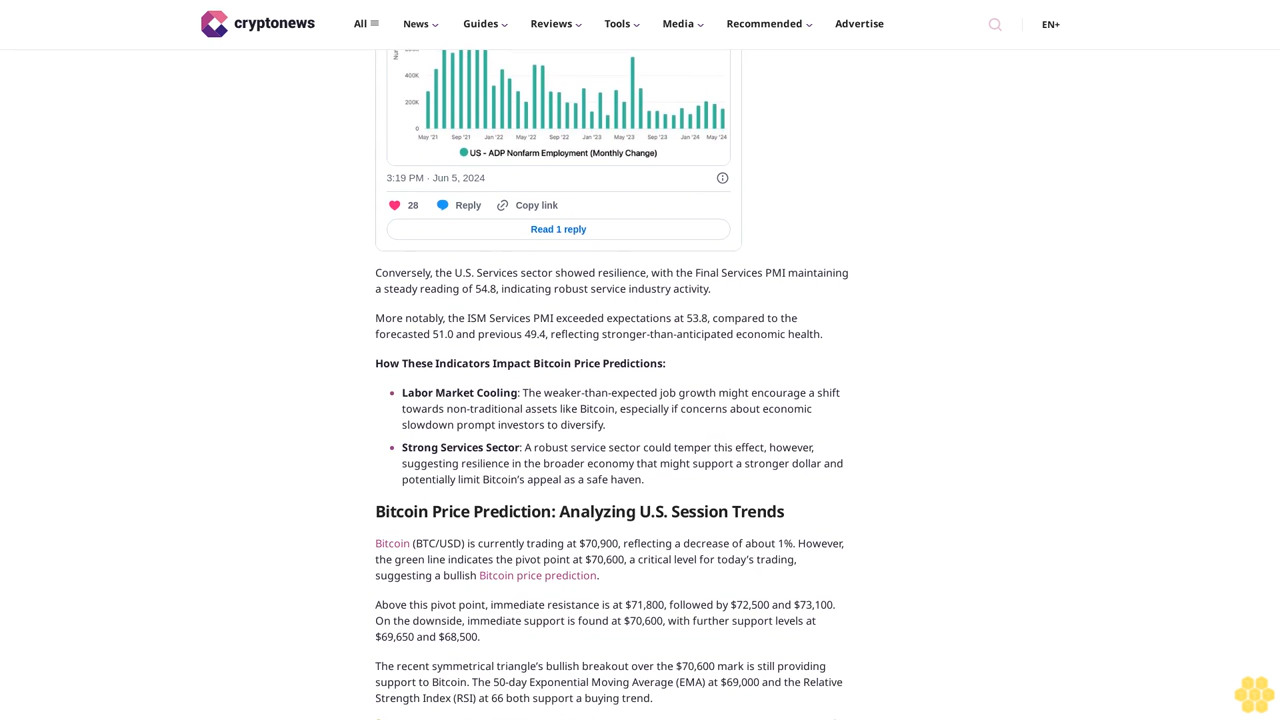 cryptonews
All
News
Guides
Reviews
Tools
Media
Recommended
Advertise
EN+
400K
200K
0
May '21 Sep '21 Jan '22 May '22 Sep '22 Jan '23 May '23 Sep '23 Jan '24 May '24
US - ADP Nonfarm Employment (Monthly Change)
3:19 PM · Jun 5, 2024
28 Reply Copy link
Read 1 reply
Conversely, the U.S. Services sector showed resilience, with the Final Services PMI maintaining
a steady reading of 54.8, indicating robust service industry activity.
More notably, the ISM Services PMI exceeded expectations at 53.8, compared to the
forecasted 51.0 and previous 49.4, reflecting stronger-than-anticipated economic health.
How These Indicators Impact Bitcoin Price Predictions:
Labor Market Cooling: The weaker-than-expected job growth might encourage a shift
towards non-traditional assets like Bitcoin, especially if concerns about economic
slowdown prompt investors to diversify.
Strong Services Sector: A robust service sector could temper this effect, however,
suggesting resilience in the broader economy that might support a stronger dollar and
potentially limit Bitcoin’s appeal as a safe haven.
Bitcoin Price Prediction: Analyzing U.S. Session Trends
Bitcoin (BTC/USD) is currently trading at $70,900, reflecting a decrease of about 1%. However,
the green line indicates the pivot point at $70,600, a critical level for today’s trading,
suggesting a bullish Bitcoin price prediction.
Above this pivot point, immediate resistance is at $71,800, followed by $72,500 and $73,100.
On the downside, immediate support is found at $70,600, with further support levels at
$69,650 and $68,500.
The recent symmetrical triangle’s bullish breakout over the $70,600 mark is still providing
support to Bitcoin. The 50-day Exponential Moving Average (EMA) at $69,000 and the Relative
Strength Index (RSI) at 66 both support a buying trend.